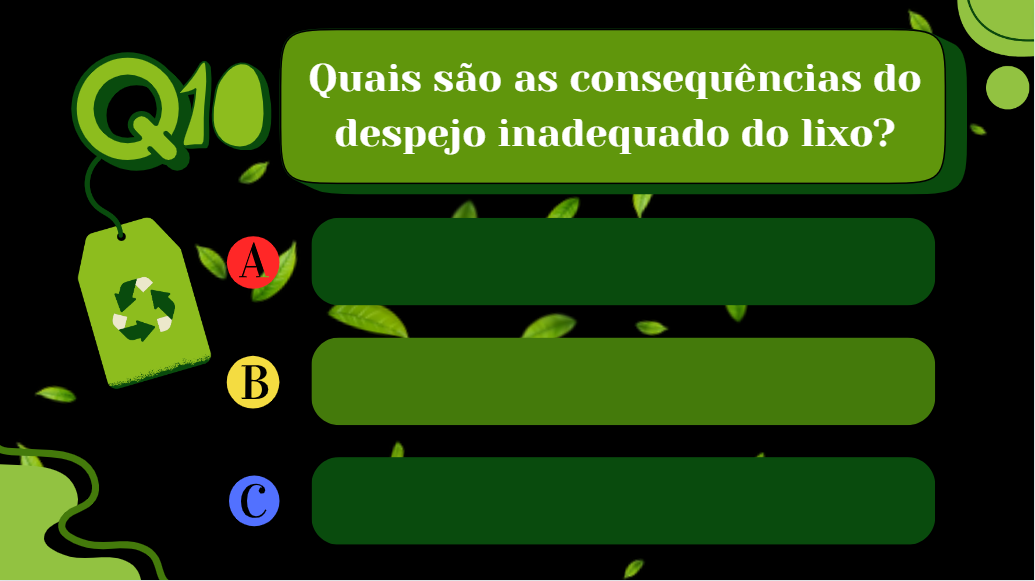 Q10
Quais são as consequências do
despejo inadequado do lixo?
A
B
C